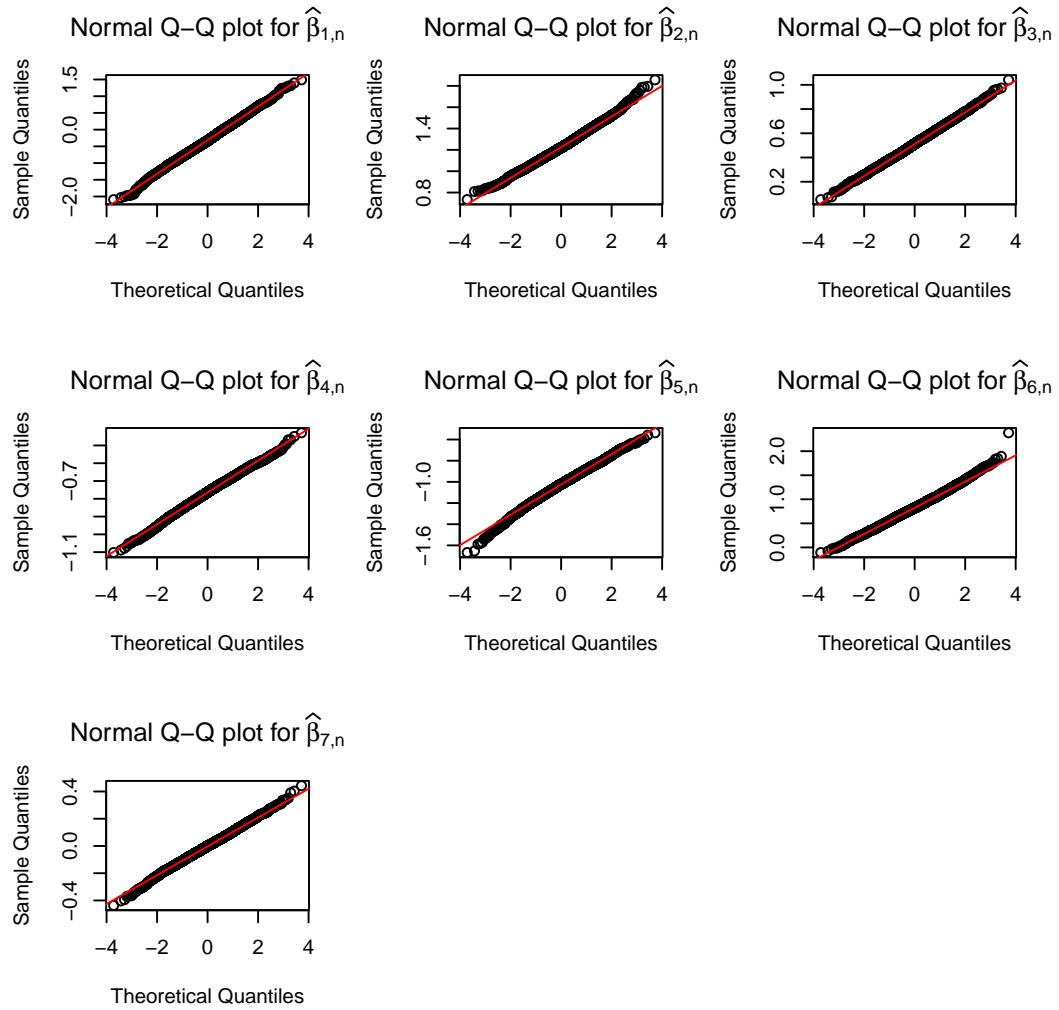 Normal Q−Q plot for β̂1,n
Sample Quantiles
1.5
0.0
−2.0
−4 −2 0 2 4
Theoretical Quantiles
Normal Q−Q plot for β̂2,n
Sample Quantiles
1.4
0.8
−4 −2 0 2 4
Theoretical Quantiles
Normal Q−Q plot for β̂3,n
Sample Quantiles
1.0
0.6
0.2
−4 −2 0 2 4
Theoretical Quantiles
Normal Q−Q plot for β̂4,n
Sample Quantiles
−0.7
−1.1
−4 −2 0 2 4
Theoretical Quantiles
Normal Q−Q plot for β̂5,n
Sample Quantiles
−1.0
−1.6
−4 −2 0 2 4
Theoretical Quantiles
Normal Q−Q plot for β̂6,n
Sample Quantiles
2.0
1.0
0.0
−4 −2 0 2 4
Theoretical Quantiles
Normal Q−Q plot for β̂7,n
Sample Quantiles
0.4
0.0
−0.4
−4 −2 0 2 4
Theoretical Quantiles